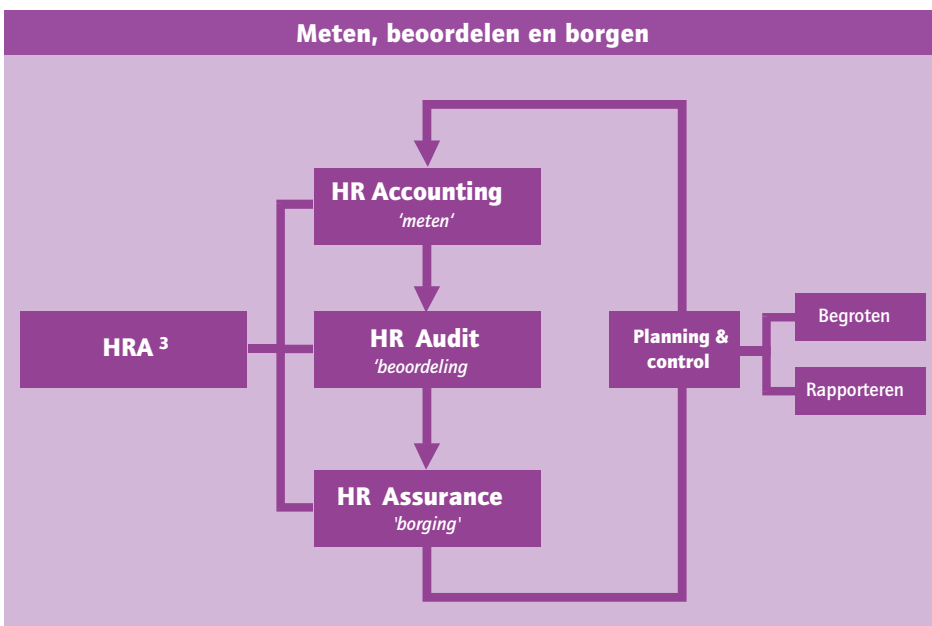 Meten, beoordelen en borgen
HR Accounting
‘meten‘
HRA ³
HR Audit
‘beoordeling
Planning &
control
Begroten
Rapporteren
HR Assurance
'borging'